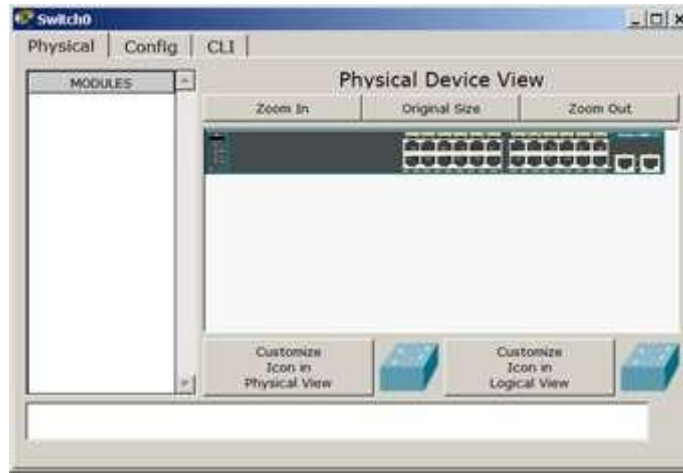 Switch0
Physical
Config
CLI
MODULES
Physical Device View
Zoom In
Original Size
Zoom Out
Customize
Icon in
Physical View
Customize
Icon in
Logical View